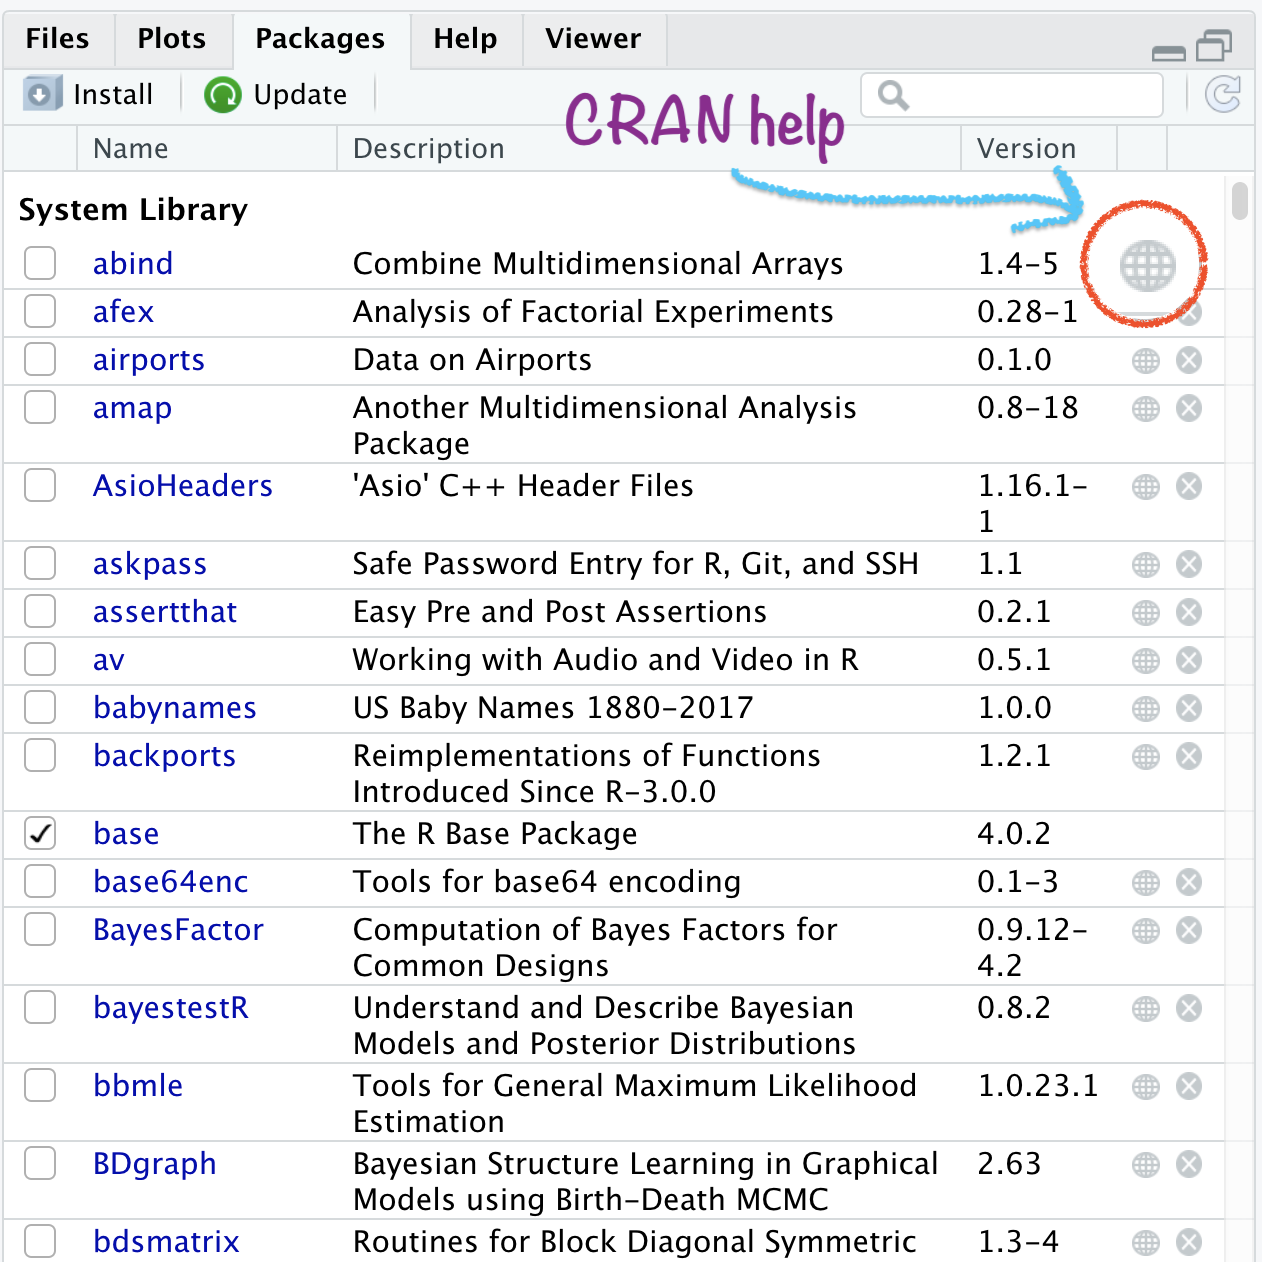 Files Plots Packages Help Viewer
Install Update
CRAN help
Name Description Version
System Library
abind Combine Multidimensional Arrays 1.4-5
afex Analysis of Factorial Experiments 0.28-1
airports Data on Airports 0.1.0
amap Another Multidimensional Analysis 0.8-18
Package
AsioHeaders 'Asio' C++ Header Files 1.16.1-
1
askpass Safe Password Entry for R, Git, and SSH 1.1
assertthat Easy Pre and Post Assertions 0.2.1
av Working with Audio and Video in R 0.5.1
babynames US Baby Names 1880-2017 1.0.0
backports Reimplementations of Functions 1.2.1
Introduced Since R-3.0.0
base The R Base Package 4.0.2
base64enc Tools for base64 encoding 0.1-3
BayesFactor Computation of Bayes Factors for 0.9.12-
Common Designs 4.2
bayestestR Understand and Describe Bayesian 0.8.2
Models and Posterior Distributions
bbmle Tools for General Maximum Likelihood 1.0.23.1
Estimation
BDgraph Bayesian Structure Learning in Graphical 2.63
Models using Birth-Death MCMC
bdsmatrix Routines for Block Diagonal Symmetric 1.3-4